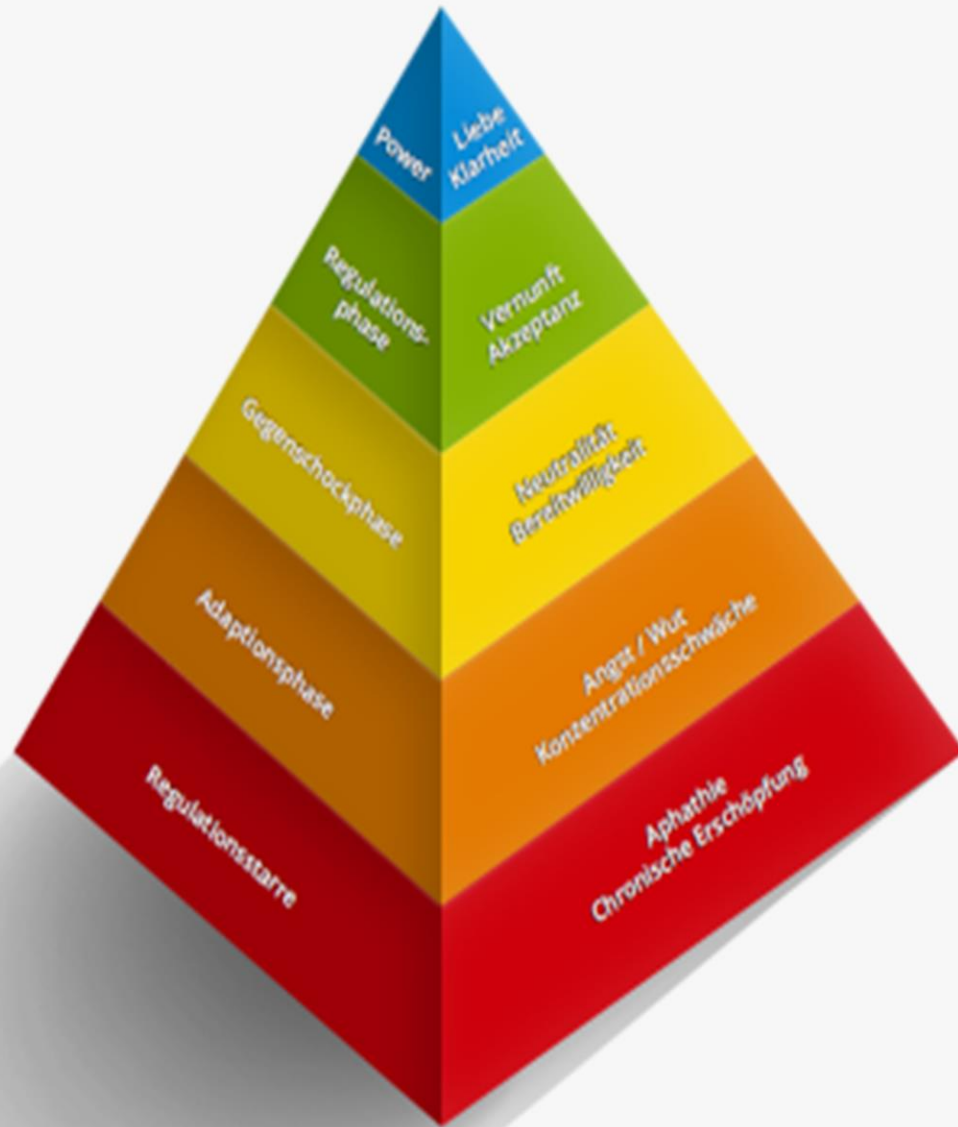 Power
Liebe
Klarheit
Regulations-
phase
Vernunft
Akzeptanz
Gegenschockphase
Neutralität
Bereitwilligkeit
Adaptionsphase
Angst / Wut
Konzentrationsschwäche
Regulationsstarre
Aphathie
Chronische Erschöpfung